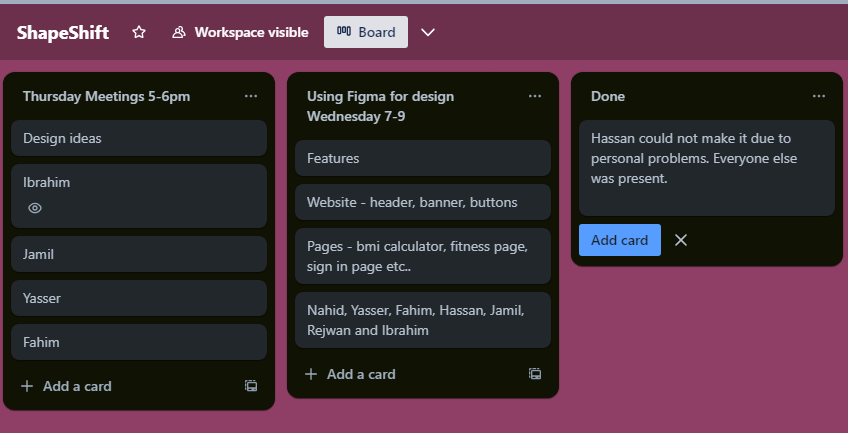 ShapeShift
Workspace visible
Board
Thursday Meetings 5-6pm
Design ideas
Ibrahim
Jamil
Yasser
Fahim
Add a card
Using Figma for design
Wednesday 7-9
Features
Website - header, banner, buttons
Pages - bmi calculator, fitness page,
sign in page etc..
Nahid, Yasser, Fahim, Hassan, Jamil,
Rejwan and Ibrahim
Add a card
Done
Hassan could not make it due to
personal problems. Everyone else
was present.
Add card